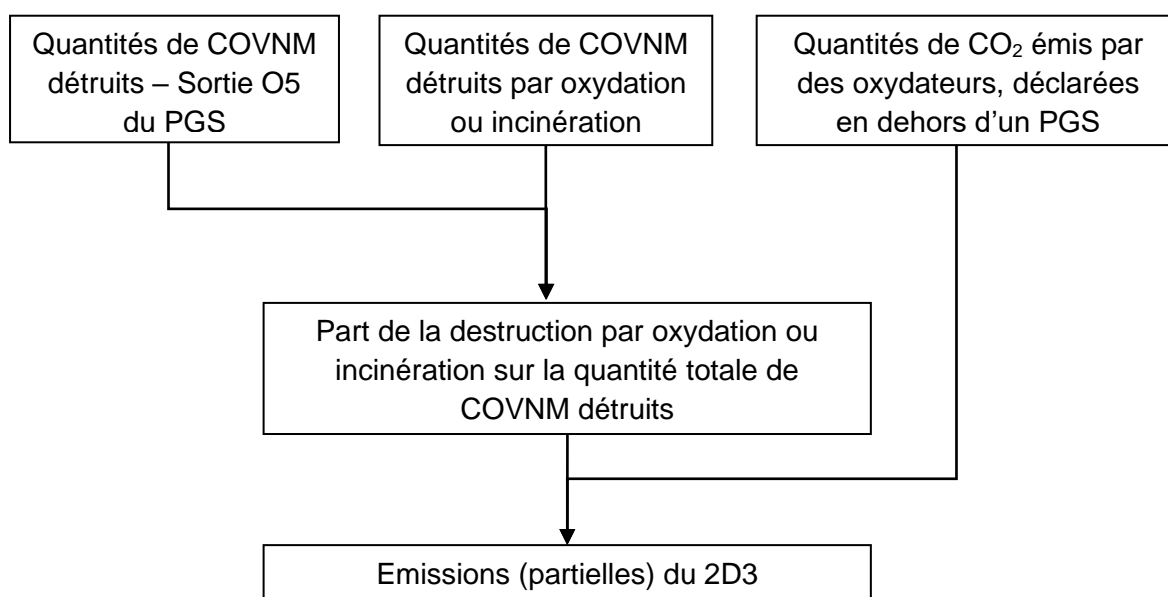 Quantités de COVNM
détruits – Sortie O5
du PGS
Quantités de COVNM
détruits par oxydation
ou incinération
Quantités de CO₂ émis par
des oxydateurs, déclarées
en dehors d’un PGS
Part de la destruction par oxydation ou
incinération sur la quantité totale de
COVNM détruits
Emissions (partielles) du 2D3